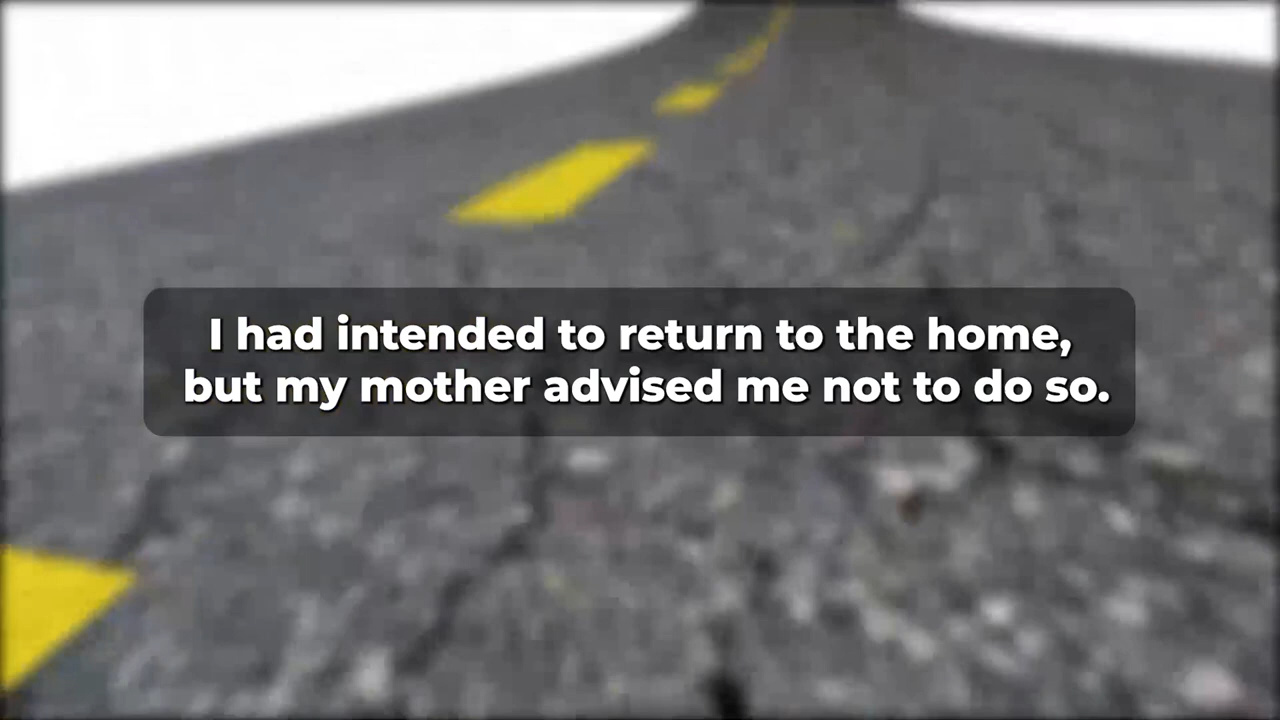 I had intended to return to the home,
but my mother advised me not to do so.